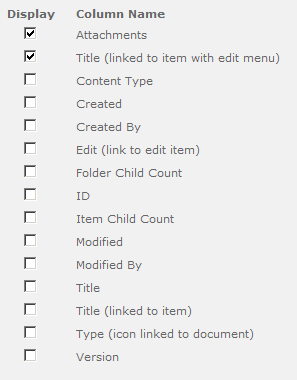 Display Column Name
Attachments
Title (linked to item with edit menu)
Content Type
Created
Created By
Edit (link to edit item)
Folder Child Count
ID
Item Child Count
Modified
Modified By
Title
Title (linked to item)
Type (icon linked to document)
Version